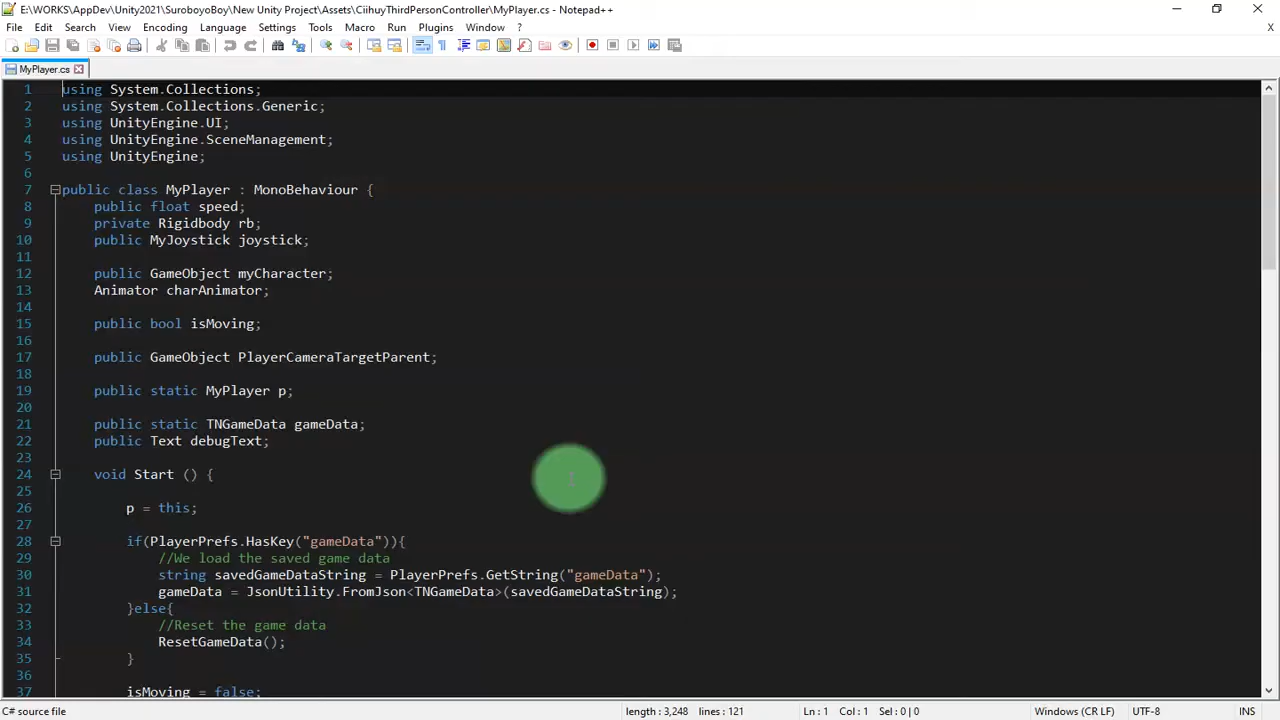 E:\WORKS\AppDev\Unity2021\SuroboyoBoy\New Unity Project\Assets\CiihuyThirdPersonController\MyPlayer.cs - Notepad++
File Edit Search View Encoding Language Settings Tools Macro Run Plugins Window ? X
MyPlayer.cs
1 using System.Collections;
2 using System.Collections.Generic;
3 using UnityEngine.UI;
4 using UnityEngine.SceneManagement;
5 using UnityEngine;
6
7 public class MyPlayer : MonoBehaviour {
8 public float speed;
9 private Rigidbody rb;
10 public MyJoystick joystick;
11
12 public GameObject myCharacter;
13 Animator charAnimator;
14
15 public bool isMoving;
16
17 public GameObject PlayerCameraTargetParent;
18
19 public static MyPlayer p;
20
21 public static TNGameData gameData;
22 public Text debugText;
23
24 void Start () {
25
26 p = this;
27
28 if(PlayerPrefs.HasKey("gameData")){
29 //We load the saved game data
30 string savedGameDataString = PlayerPrefs.GetString("gameData");
31 gameData = JsonUtility.FromJson<TNGameData>(savedGameDataString);
32 }else{
33 //Reset the game data
34 ResetGameData();
35 }
36
37 isMoving = false;
C# source file length : 3,248 lines : 121 Ln : 1 Col : 1 Sel : 0 | 0 Windows (CR LF) UTF-8 INS